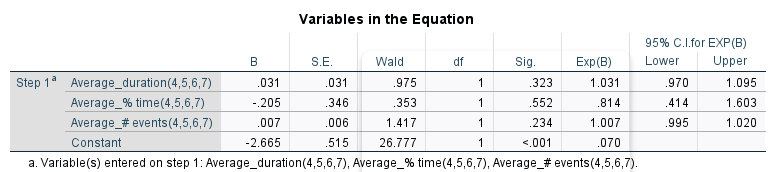 Variables in the Equation
95% C.I.for EXP(B)
B S.E. Wald df Sig. Exp(B) Lower Upper
Step 1a Average_duration(4,5,6,7) .031 .031 .975 1 .323 1.031 .970 1.095
Average_% time(4,5,6,7) -.205 .346 .353 1 .552 .814 .414 1.603
Average_# events(4,5,6,7) .007 .006 1.417 1 .234 1.007 .995 1.020
Constant -2.665 .515 26.777 1 <.001 .070
a. Variable(s) entered on step 1: Average_duration(4,5,6,7), Average_% time(4,5,6,7), Average_# events(4,5,6,7).